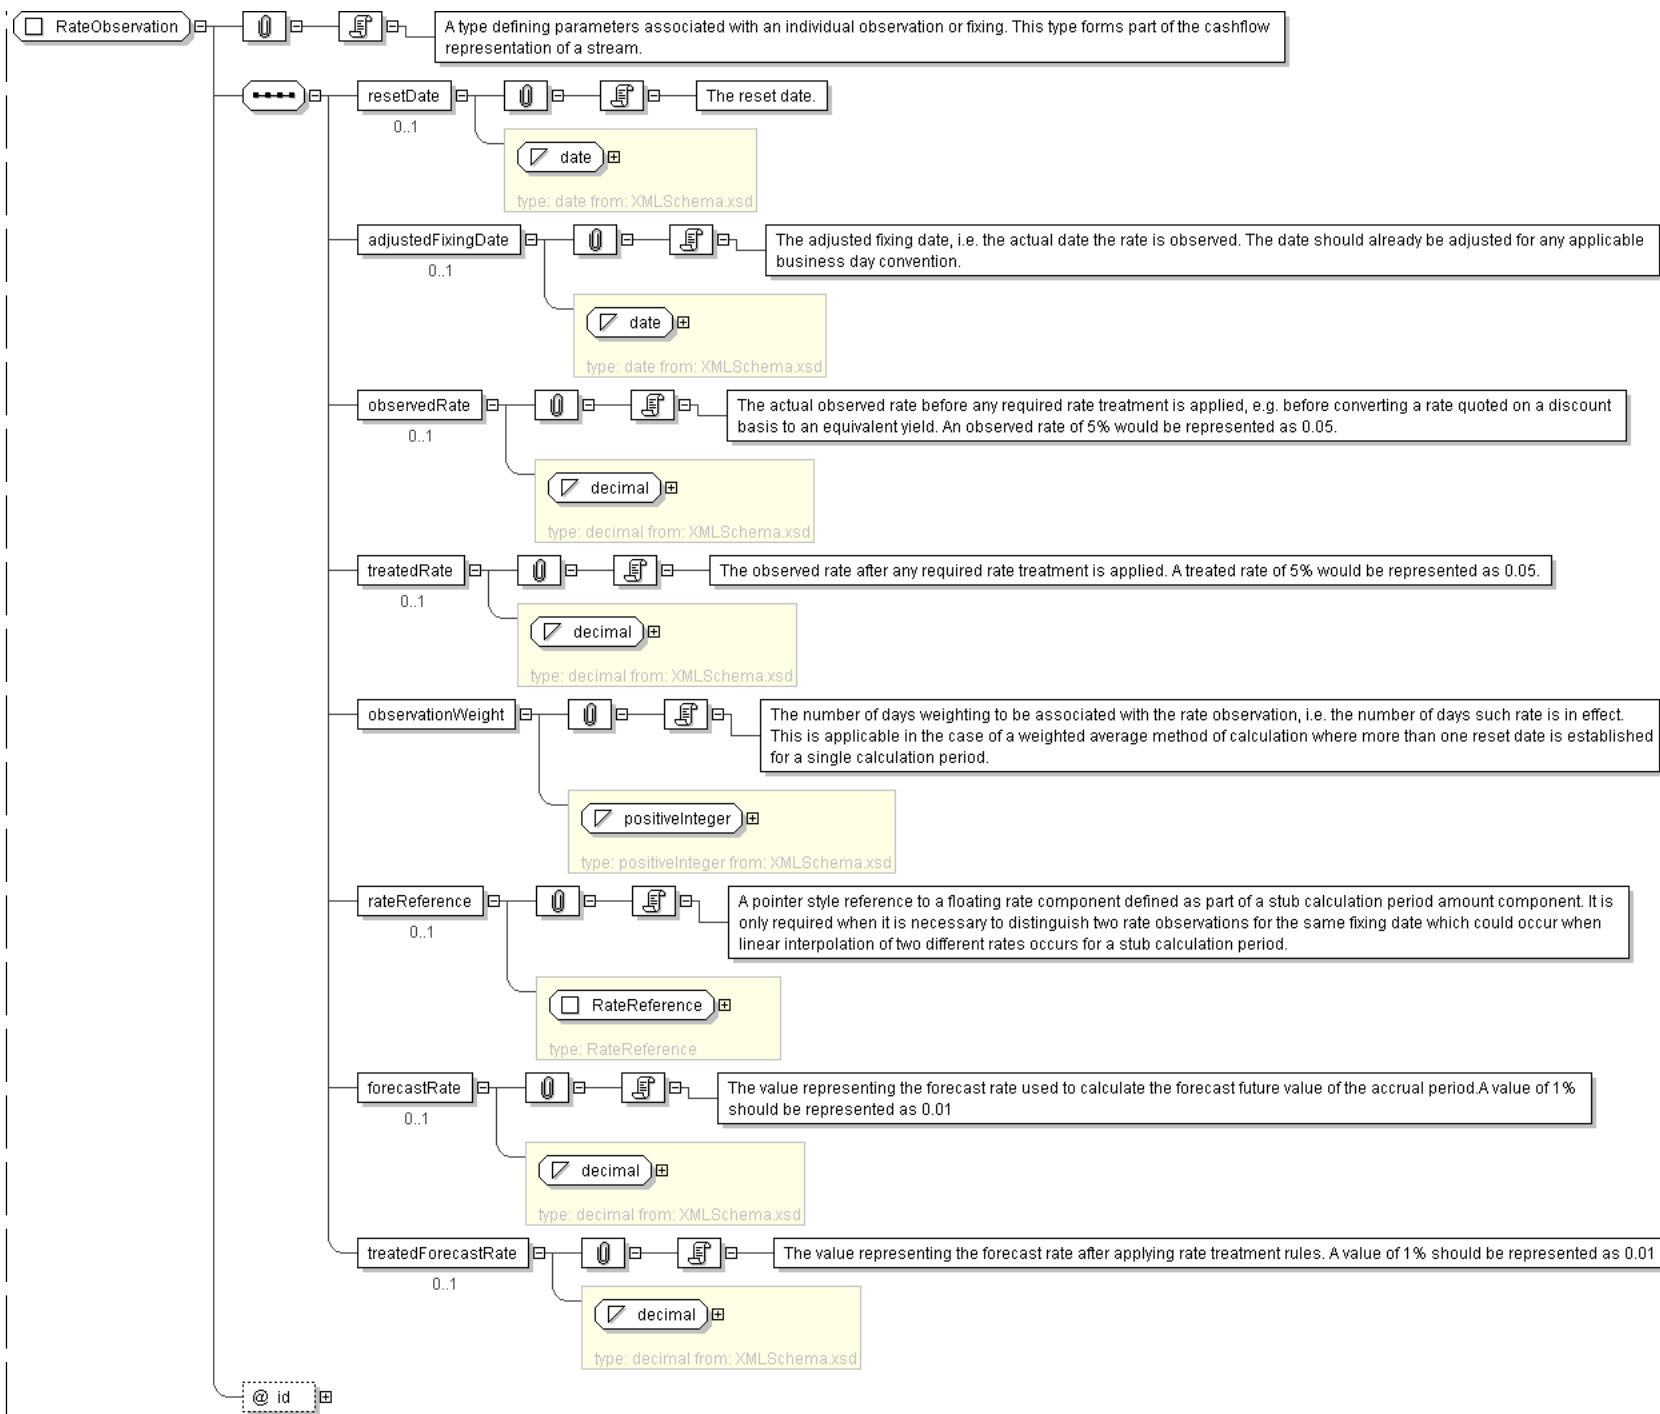 RateObservation
A type defining parameters associated with an individual observation or fixing. This type forms part of the cashflow
representation of a stream.
resetDate
The reset date.
0..1
date
type: date from: XMLSchema.xsd
adjustedFixingDate
The adjusted fixing date, i.e. the actual date the rate is observed. The date should already be adjusted for any applicable
business day convention.
0..1
date
type: date from: XMLSchema.xsd
observedRate
The actual observed rate before any required rate treatment is applied, e.g. before converting a rate quoted on a discount
basis to an equivalent yield. An observed rate of 5% would be represented as 0.05.
0..1
decimal
type: decimal from: XMLSchema.xsd
treatedRate
The observed rate after any required rate treatment is applied. A treated rate of 5% would be represented as 0.05.
0..1
decimal
type: decimal from: XMLSchema.xsd
observationWeight
The number of days weighting to be associated with the rate observation, i.e. the number of days such rate is in effect.
This is applicable in the case of a weighted average method of calculation where more than one reset date is established
for a single calculation period.
0..1
positiveInteger
type: positiveInteger from: XMLSchema.xsd
rateReference
A pointer style reference to a floating rate component defined as part of a stub calculation period amount component. It is
only required when it is necessary to distinguish two rate observations for the same fixing date which could occur when
linear interpolation of two different rates occurs for a stub calculation period.
0..1
RateReference
type: RateReference
forecastRate
The value representing the forecast rate used to calculate the forecast future value of the accrual period.A value of 1%
should be represented as 0.01
0..1
decimal
type: decimal from: XMLSchema.xsd
treatedForecastRate
The value representing the forecast rate after applying rate treatment rules. A value of 1% should be represented as 0.01
0..1
decimal
type: decimal from: XMLSchema.xsd
@ id